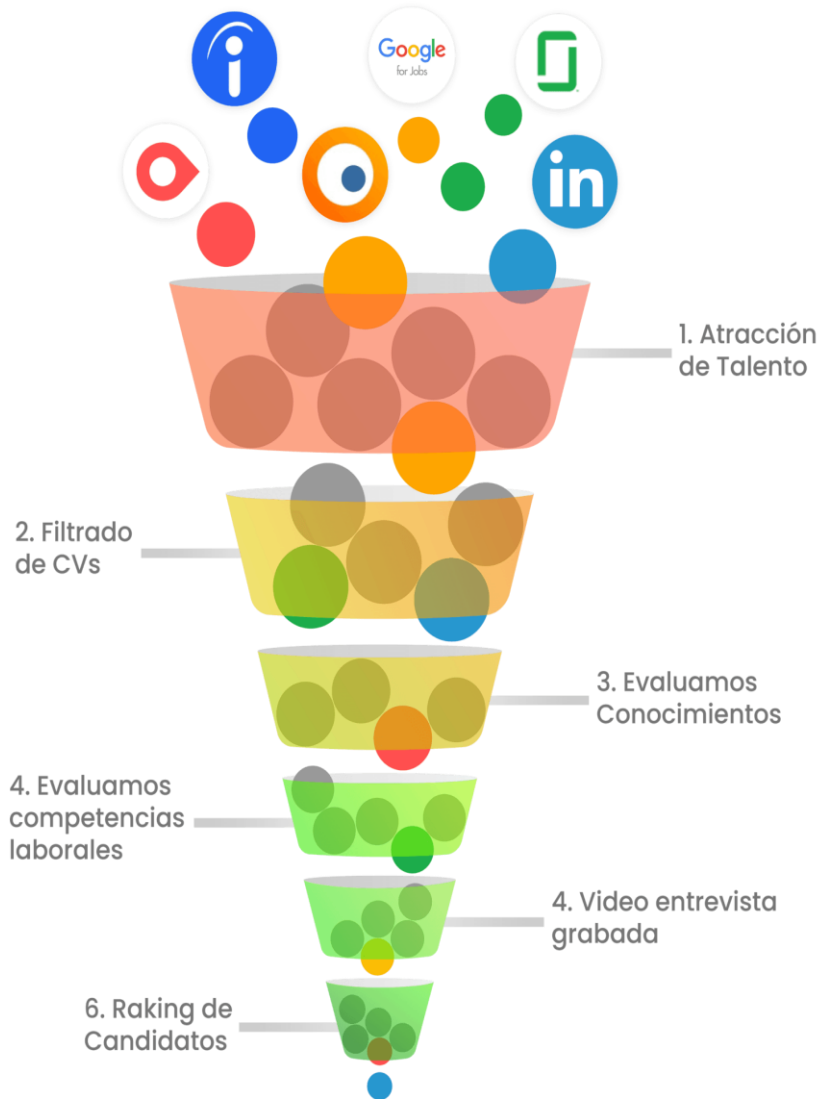 Google
for Jobs
in
1. Atracción
de Talento
2. Filtrado
de CVs
3. Evaluamos
Conocimientos
4. Evaluamos
competencias
laborales
4. Video entrevista
grabada
6. Raking de
Candidatos